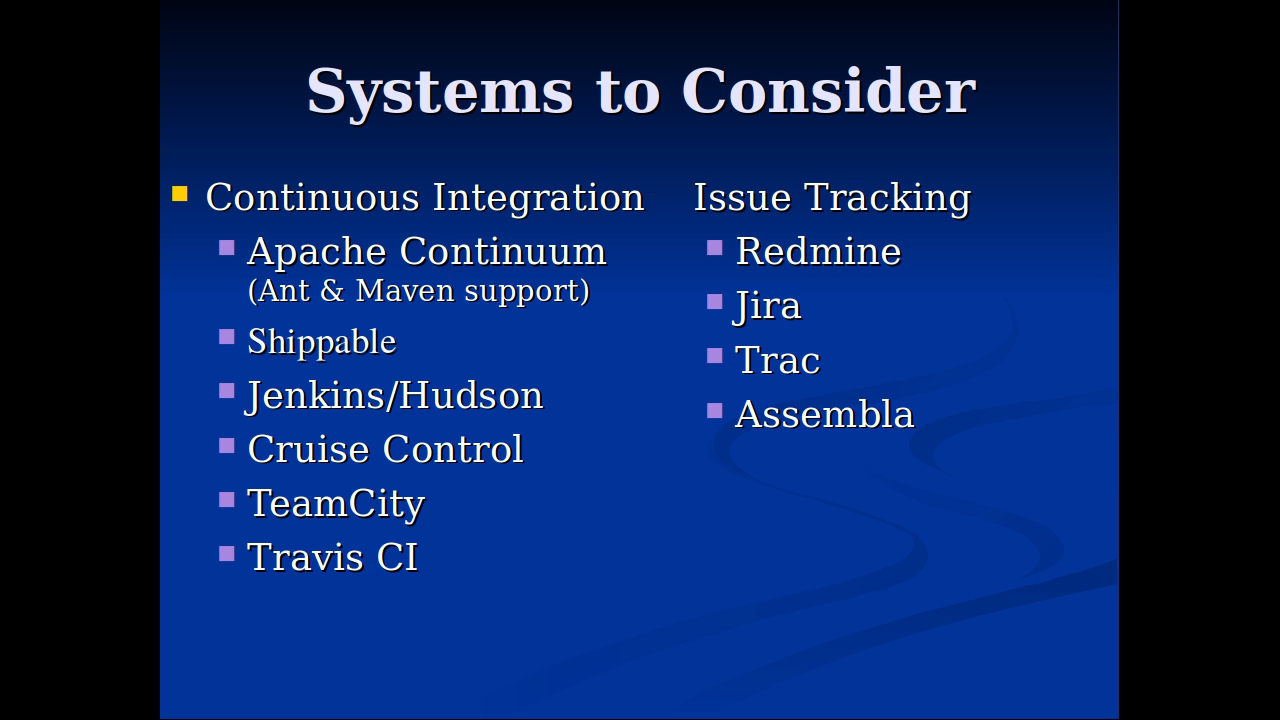 Systems to Consider
Continuous Integration
Apache Continuum
(Ant & Maven support)
Shippable
Jenkins/Hudson
Cruise Control
TeamCity
Travis CI
Issue Tracking
Redmine
Jira
Trac
Assembla